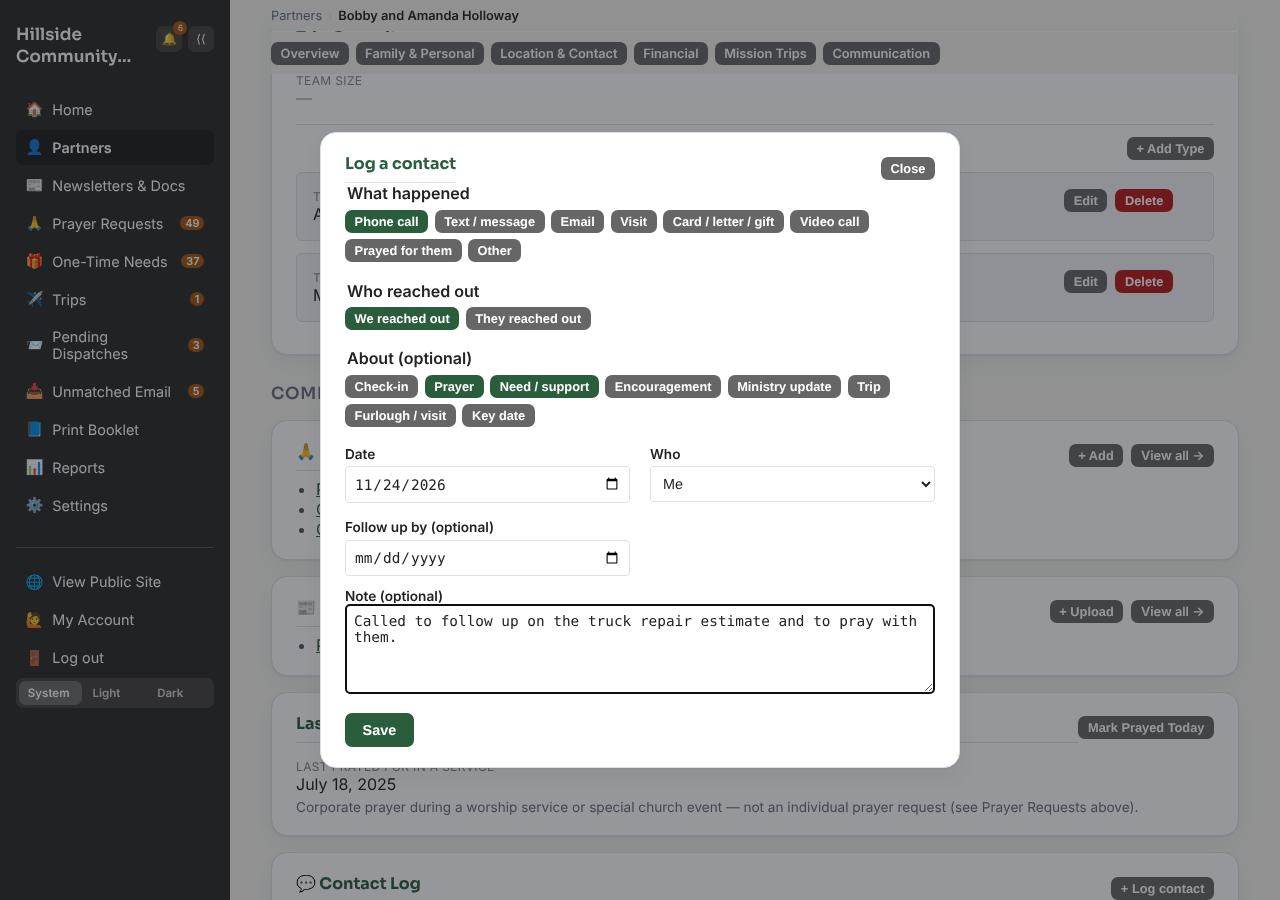 Hillside
Community...
6
Home
Partners
Newsletters & Docs
Prayer Requests 49
One-Time Needs 37
Trips 1
Pending
Dispatches 3
Unmatched Email 5
Print Booklet
Reports
Settings
View Public Site
My Account
Log out
System Light Dark
Partners › Bobby and Amanda Holloway
Overview Family & Personal Location & Contact Financial Mission Trips Communication
TEAM SIZE
—
+ Add Type
Edit Delete
Edit Delete
+ Add View all →
+ Upload View all →
Log a contact
Close
What happened
Phone call Text / message Email Visit Card / letter / gift Video call
Prayed for them Other
Who reached out
We reached out They reached out
About (optional)
Check-in Prayer Need / support Encouragement Ministry update Trip
Furlough / visit Key date
Date Who
11/24/2026 Me
Follow up by (optional)
mm/dd/yyyy
Note (optional)
Called to follow up on the truck repair estimate and to pray with
them.
Save
Mark Prayed Today
LAST PRAYED FOR IN A SERVICE
July 18, 2025
Corporate prayer during a worship service or special church event — not an individual prayer request (see Prayer Requests above).
💬 Contact Log
+ Log contact